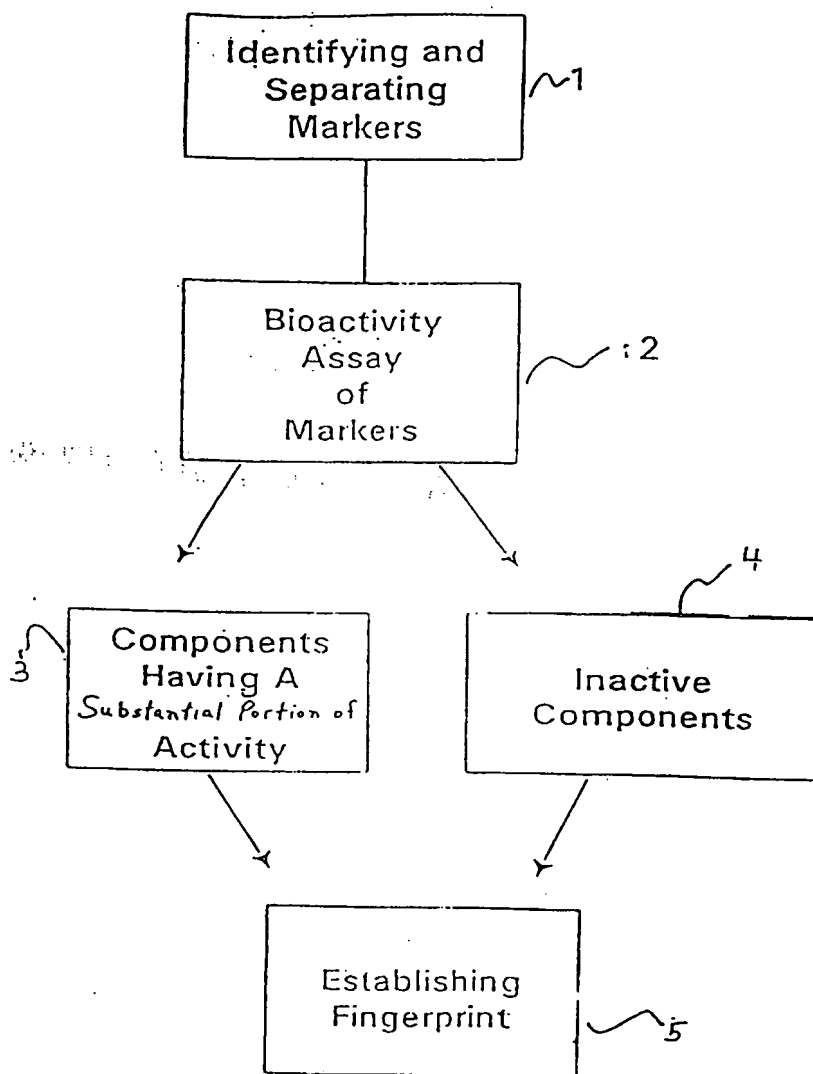 Identifying and
Separating
Markers
1
Bioactivity
Assay
of
Markers
2
4
3
Components
Having A
Substantial Portion of
Activity
Inactive
Components
Establishing
Fingerprint
5